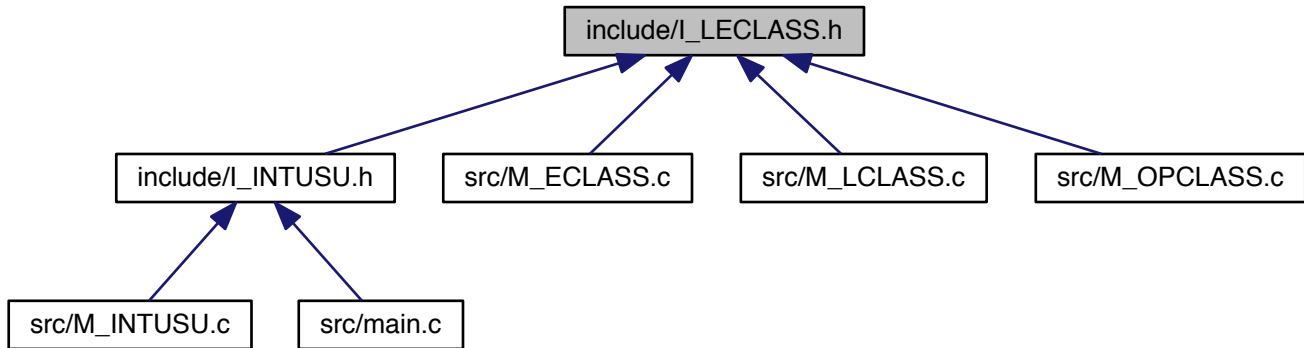 include/I_LECLASS.h
include/I_INTUSU.h
src/M_ECLASS.c
src/M_LCLASS.c
src/M_OPCLASS.c
src/M_INTUSU.c
src/main.c